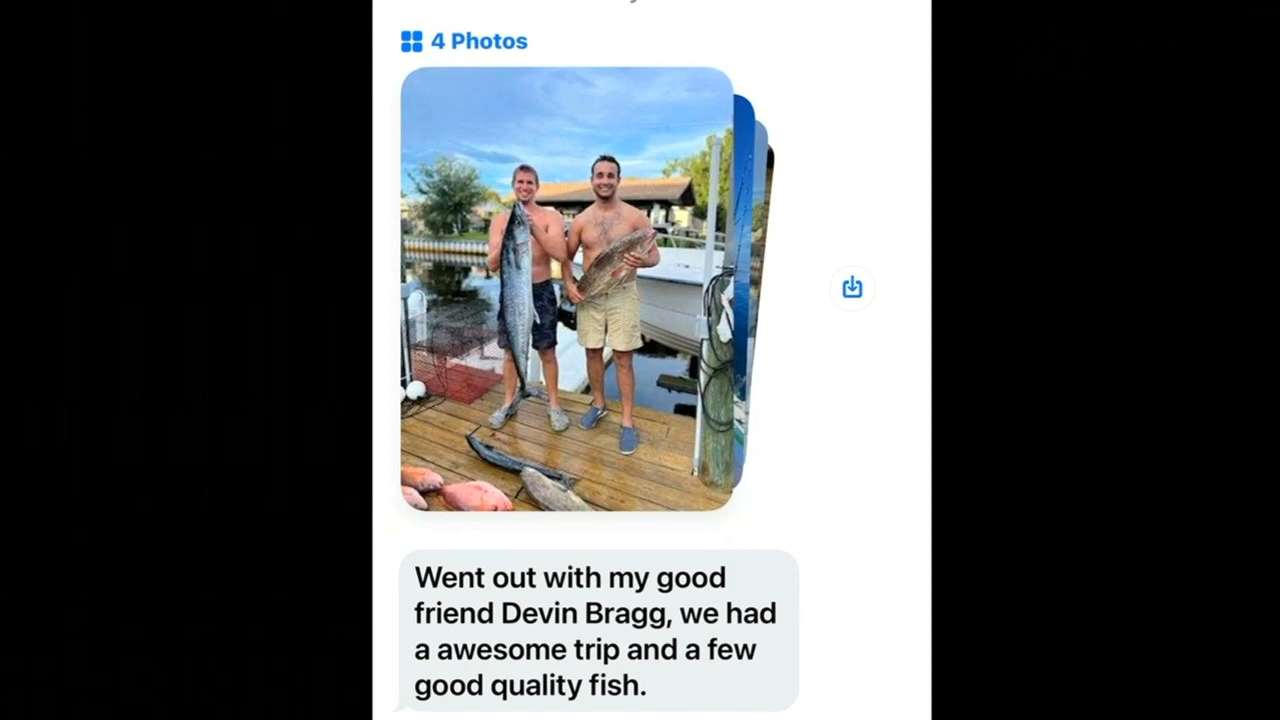 4 Photos
Went out with my good
friend Devin Bragg, we had
a awesome trip and a few
good quality fish.